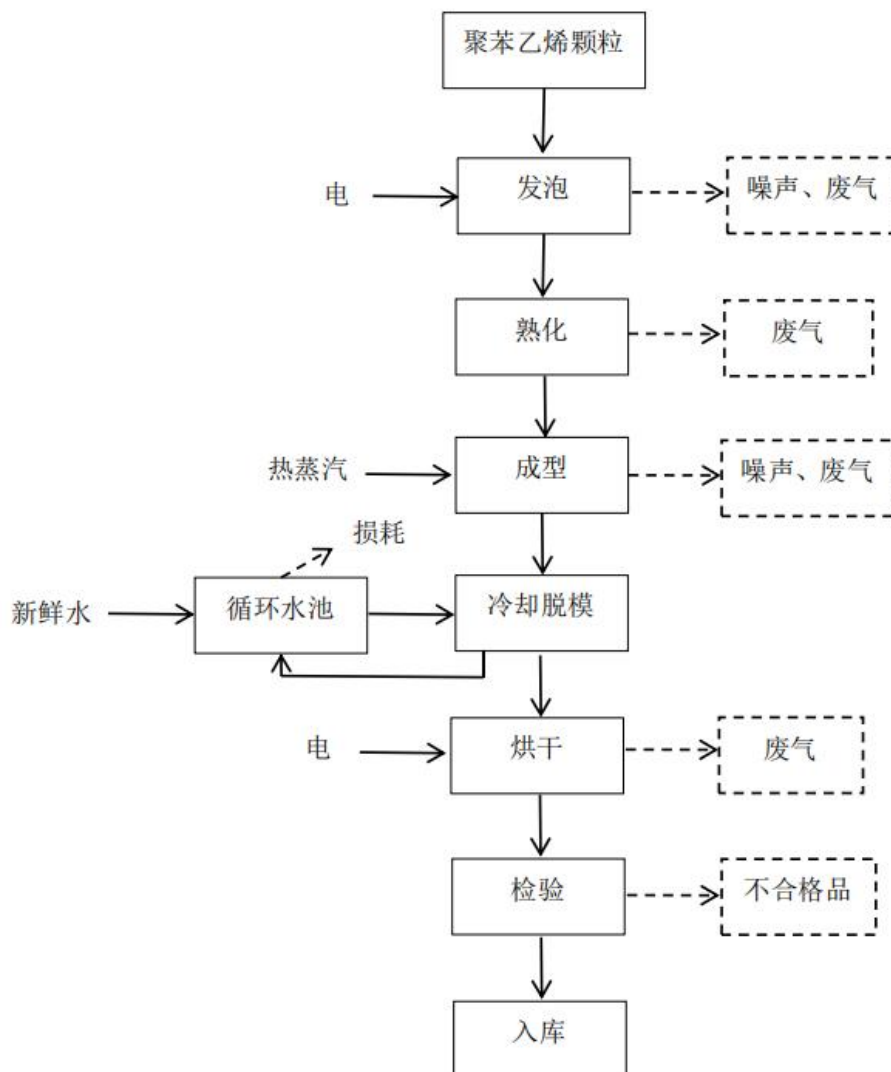 聚苯乙烯颗粒
电
发泡
噪声、废气
熟化
废气
热蒸汽
成型
噪声、废气
损耗
新鲜水
循环水池
冷却脱模
电
烘干
废气
检验
不合格品
入库